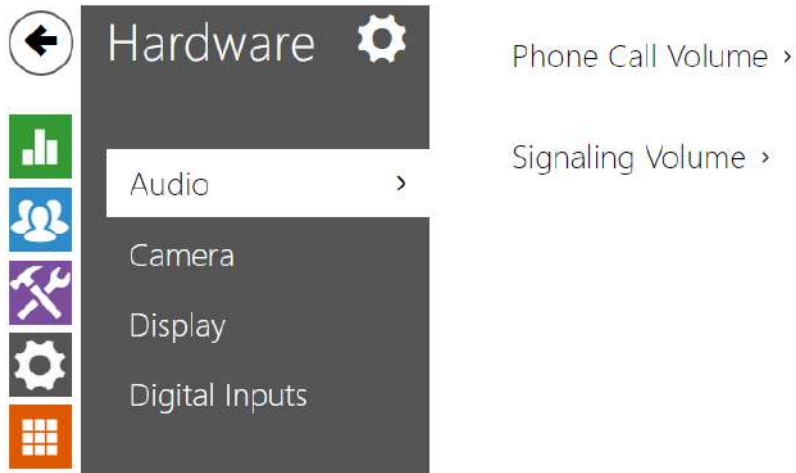 Hardware
Audio
Camera
Display
Digital Inputs
Phone Call Volume ›
Signaling Volume ›